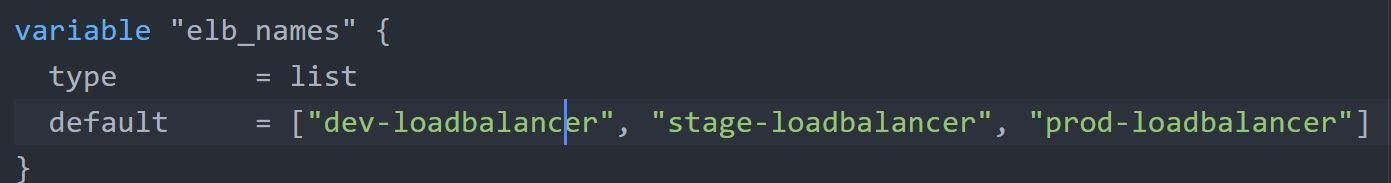 variable "elb_names" {
  type        = list
  default     = ["dev-loadbalancer", "stage-loadbalancer", "prod-loadbalancer"]
}